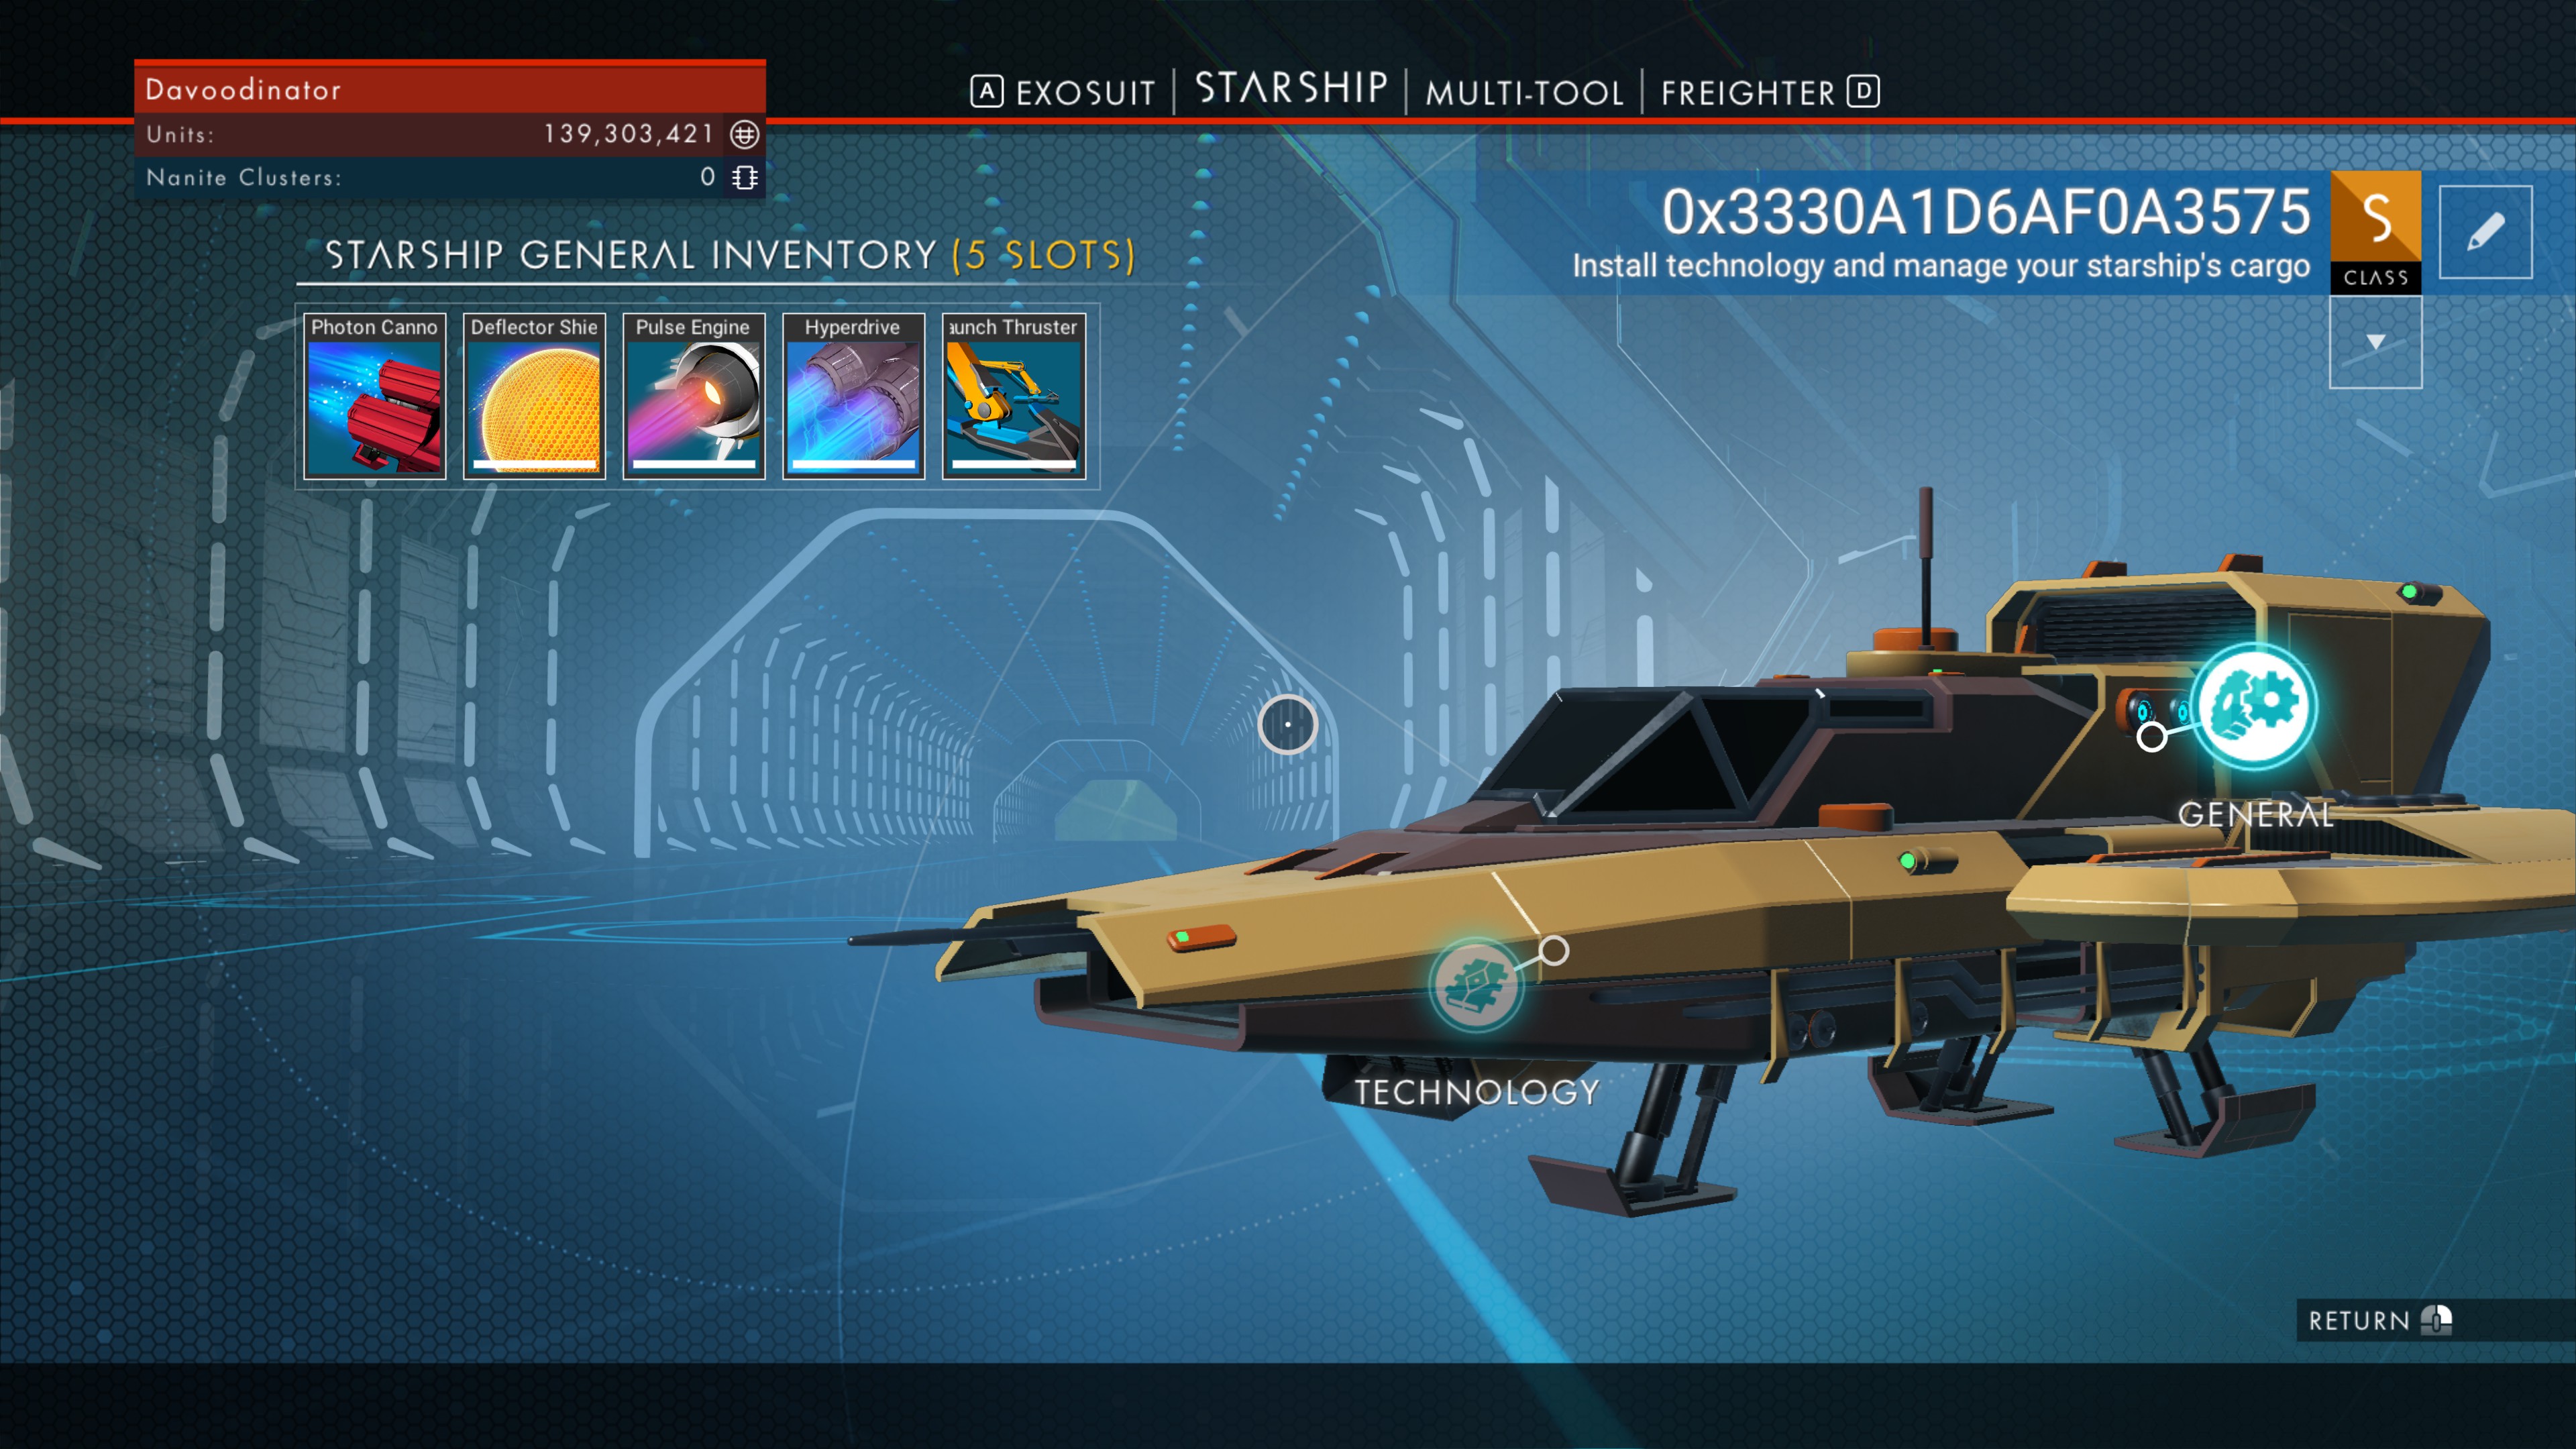 Davoodinator
Units: 139,303,421
Nanite Clusters: 0
A EXOSUIT STARSHIP MULTI-TOOL FREIGHTER D
0x3330A1D6AF0A3575
Install technology and manage your starship's cargo
S
CLASS
STARSHIP GENERAL INVENTORY (5 SLOTS)
Photon Canno
Deflector Shie
Pulse Engine
Hyperdrive
aunch Thruster
GENERAL
TECHNOLOGY
RETURN